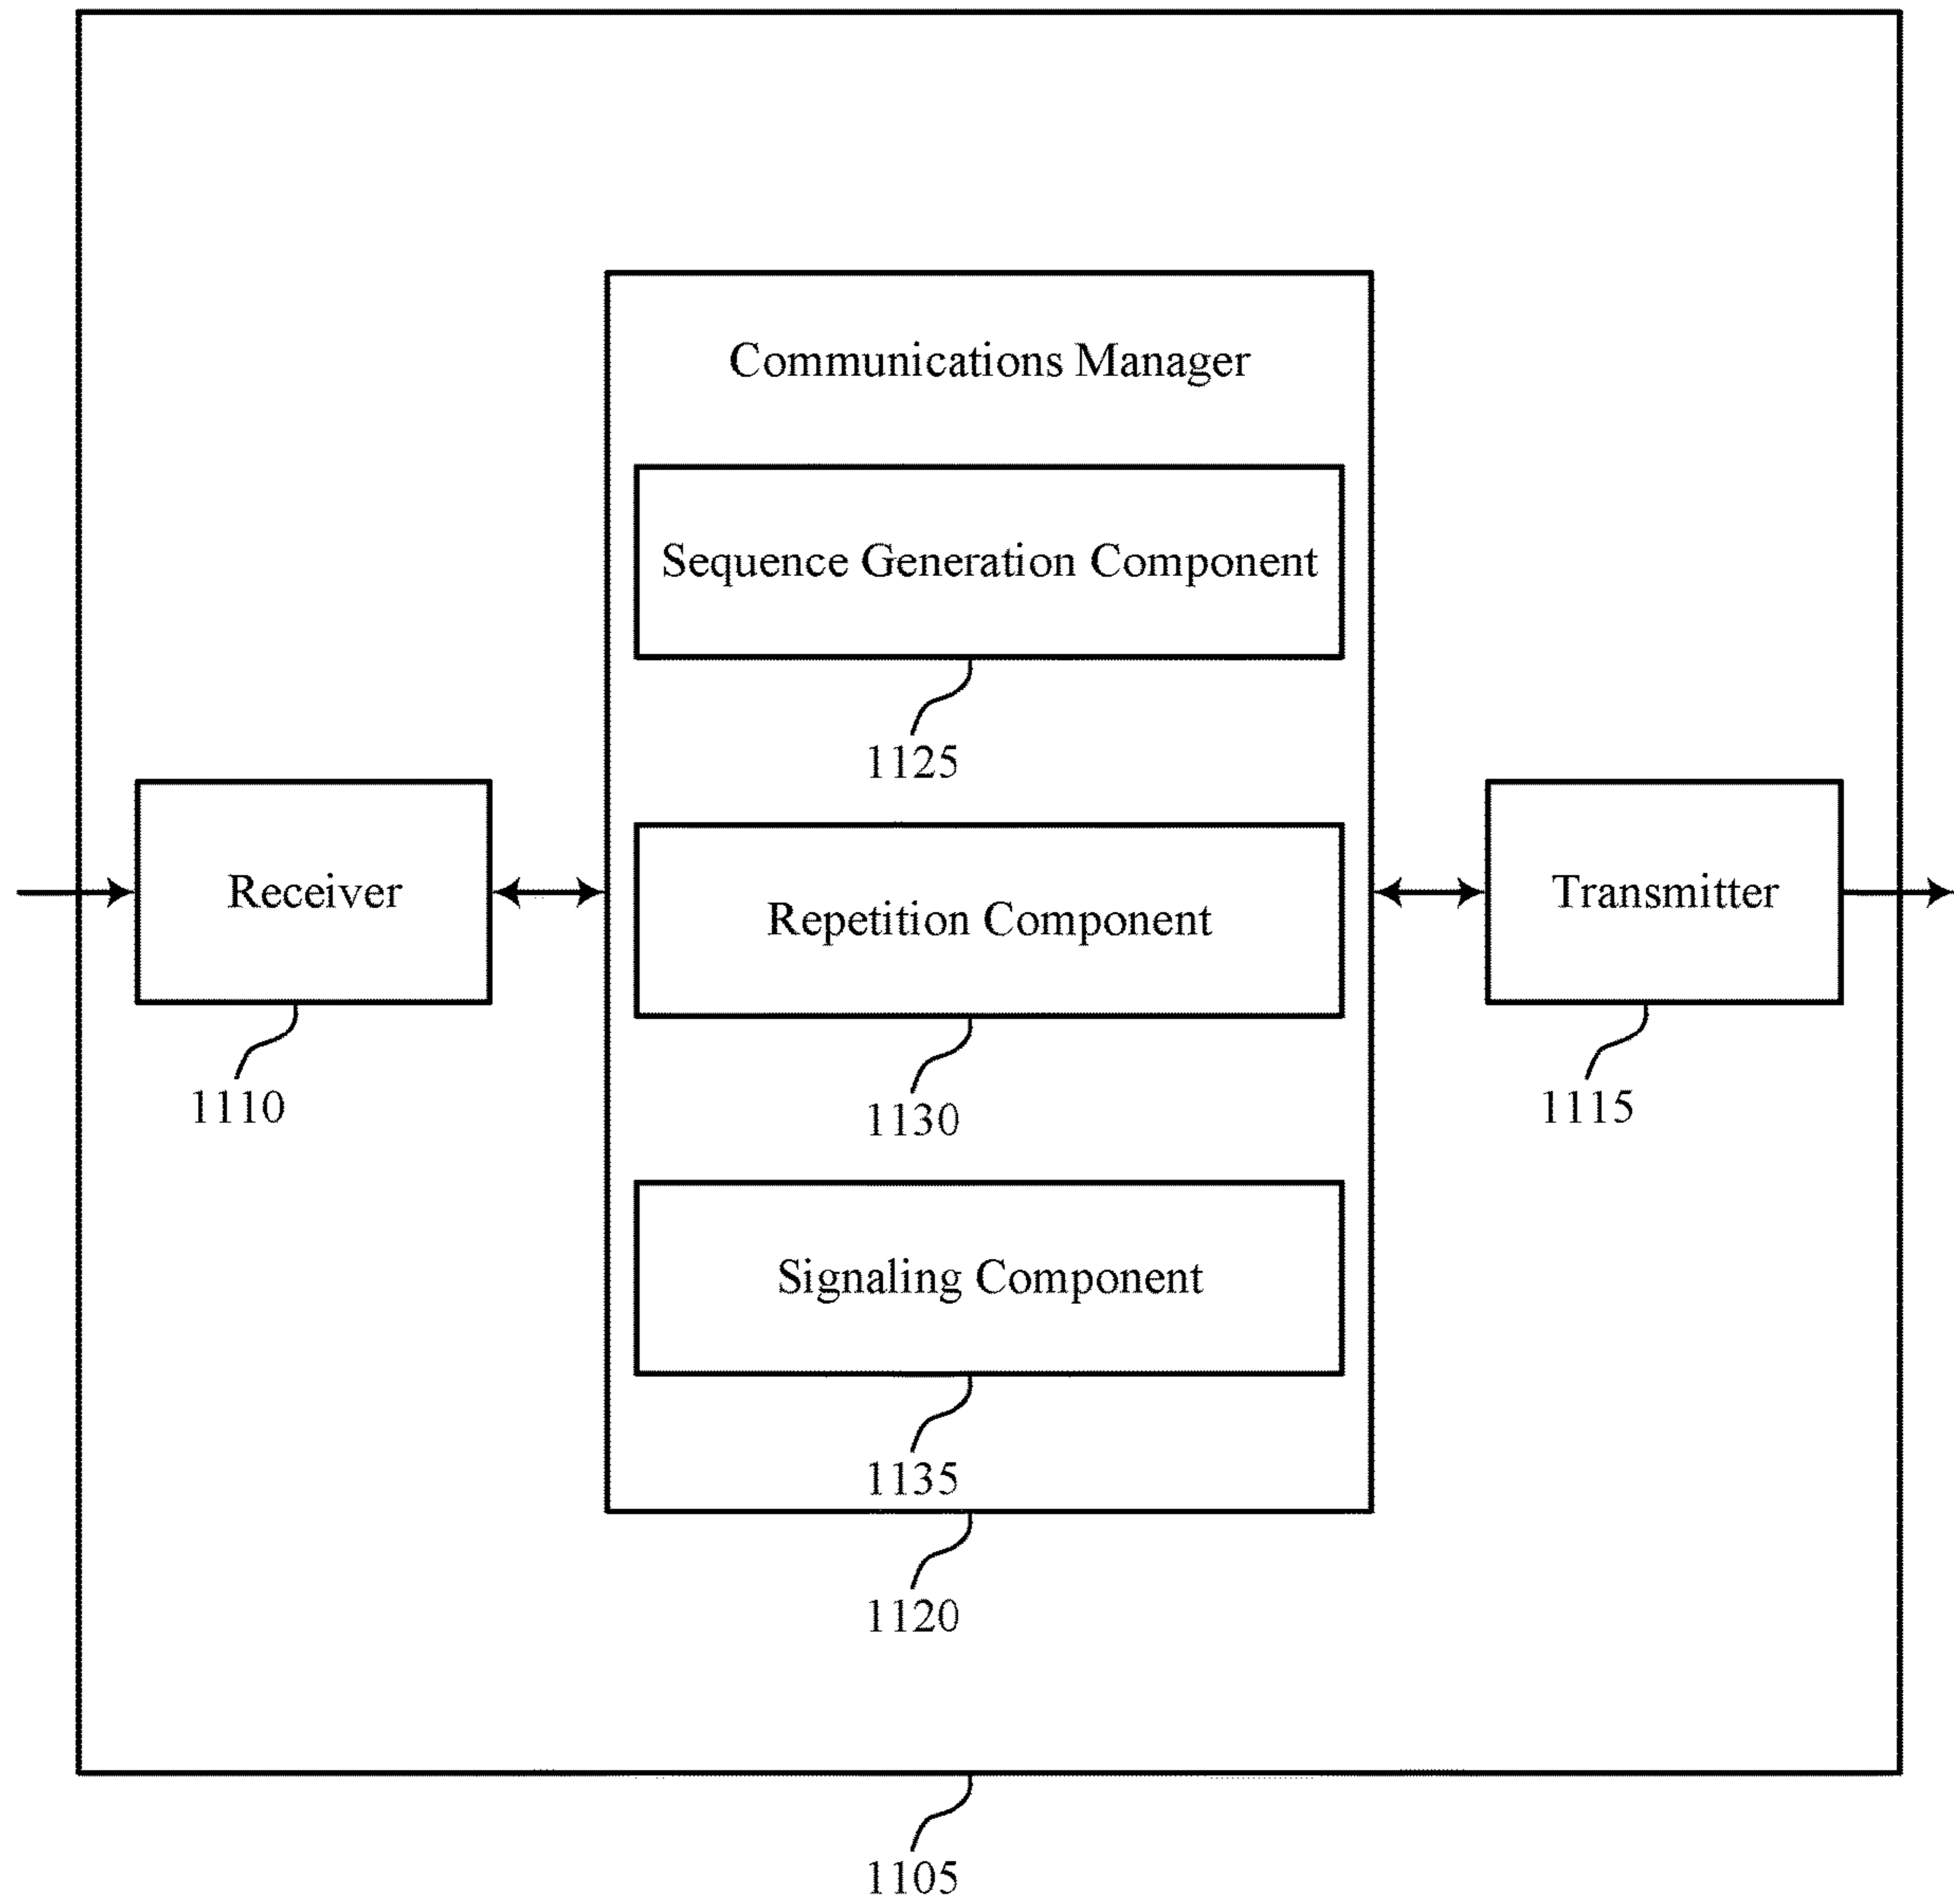 Communications Manager
Sequence Generation Component
1125
Receiver
1110
Repetition Component
1130
Transmitter
1115
Signaling Component
1135
1120
1105